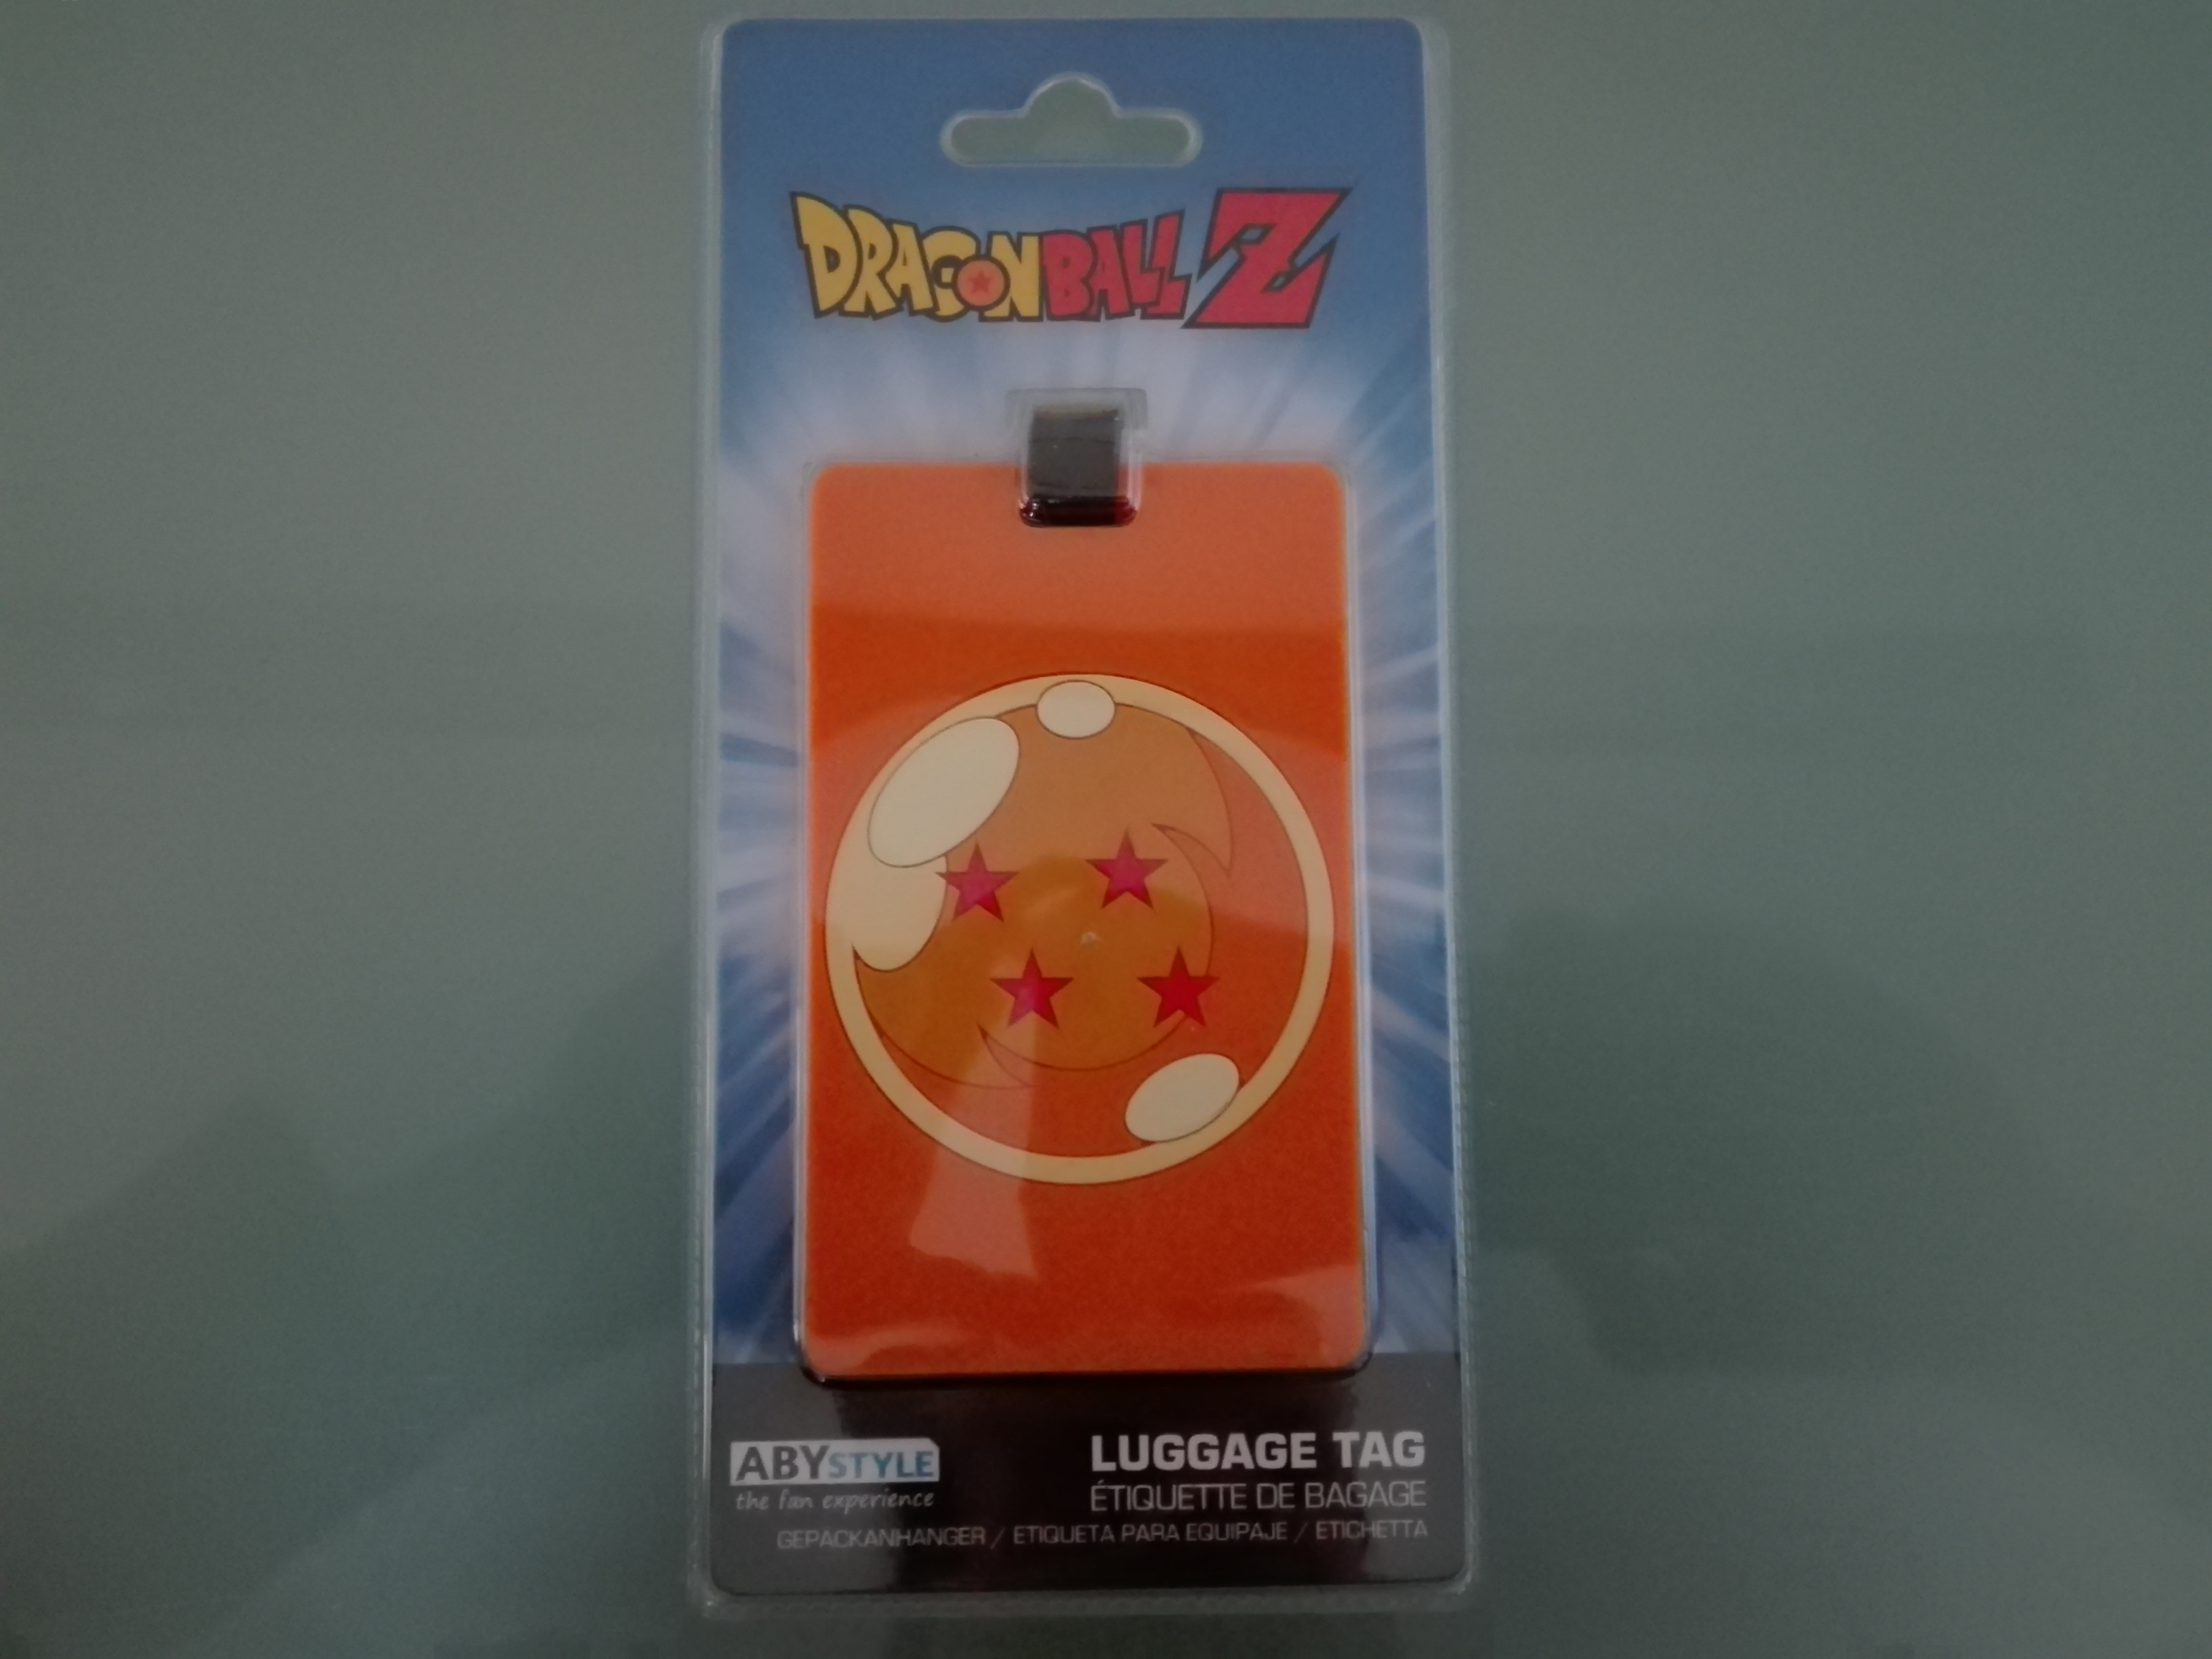 DRAGONBALL Z
ABYSTYLE
the fan experience
LUGGAGE TAG
ÉTIQUETTE DE BAGAGE
GEPACKANHANGER / ETIQUETA PARA EQUIPAJE / ETICHETTA